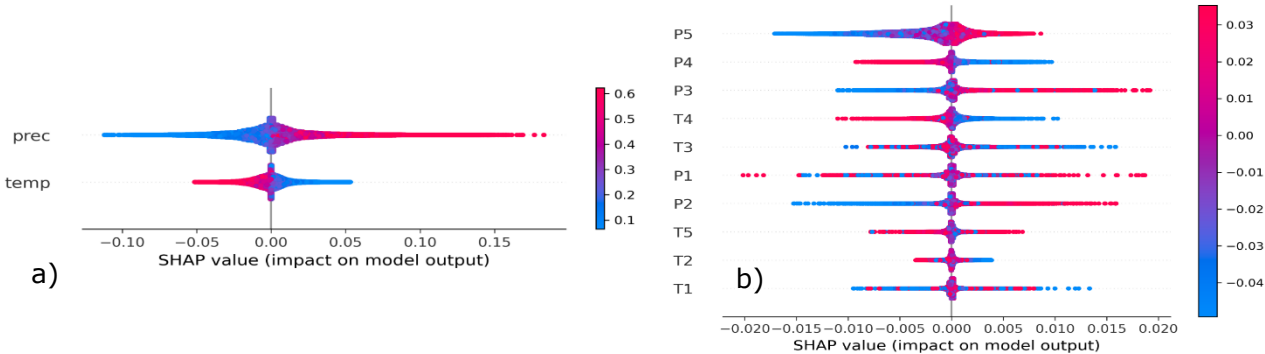 prec
temp
0.6
0.5
0.4
0.3
0.2
0.1
−0.10 −0.05 0.00 0.05 0.10 0.15
SHAP value (impact on model output)
a)
P5
P4
P3
T4
T3
P1
P2
T5
T2
T1
0.03
0.02
0.01
0.00
−0.01
−0.02
−0.03
−0.04
−0.020 −0.015 −0.010 −0.005 0.000 0.005 0.010 0.015 0.020
SHAP value (impact on model output)
b)